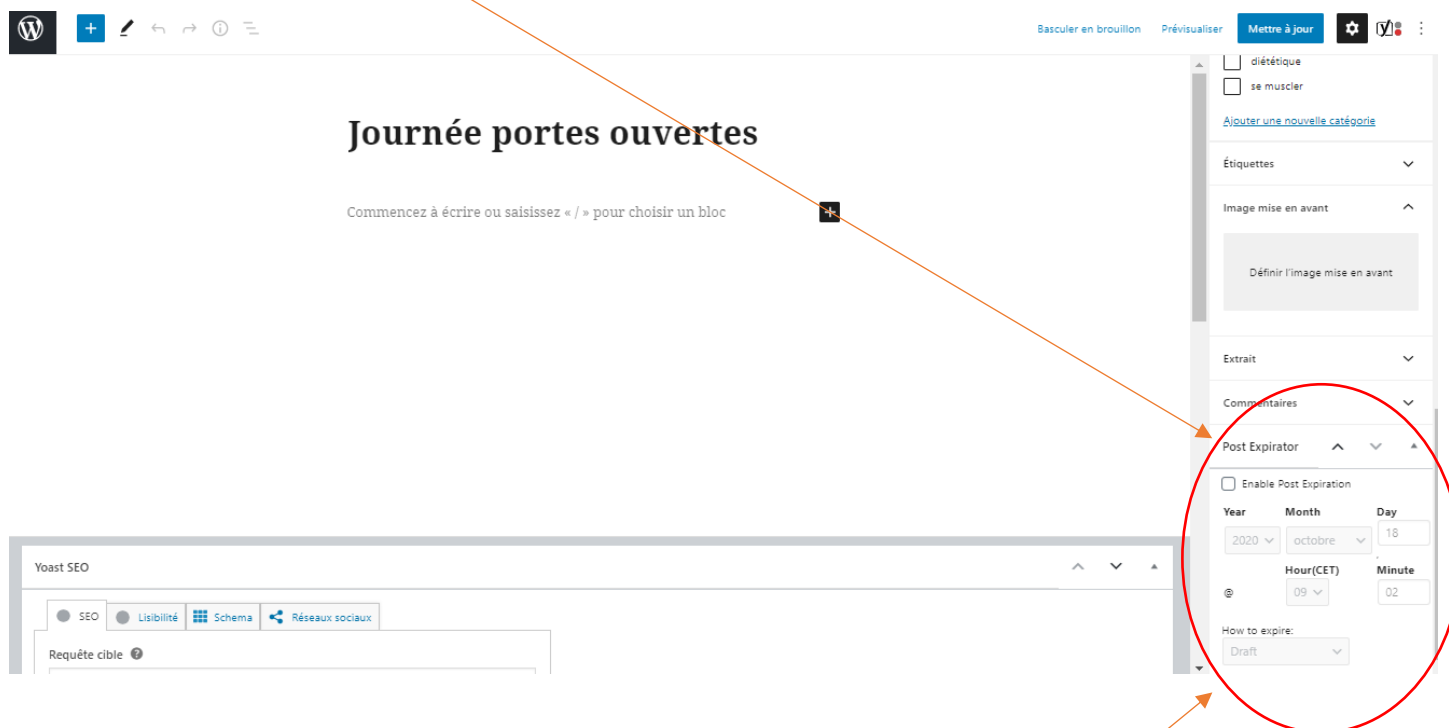 Basculer en brouillon Prévisualiser Mettre à jour
Journée portes ouvertes
Commencez à écrire ou saisissez « / » pour choisir un bloc
diététique
se muscler
Ajouter une nouvelle catégorie
Étiquettes
Image mise en avant
Définir l'image mise en avant
Extrait
Commentaires
Post Expirator
Enable Post Expiration
Year Month Day
2020 octobre 18
Hour(CET) Minute
@ 09 02
How to expire:
Draft
Yoast SEO
SEO Lisibilité Schema Réseaux sociaux
Requête cible